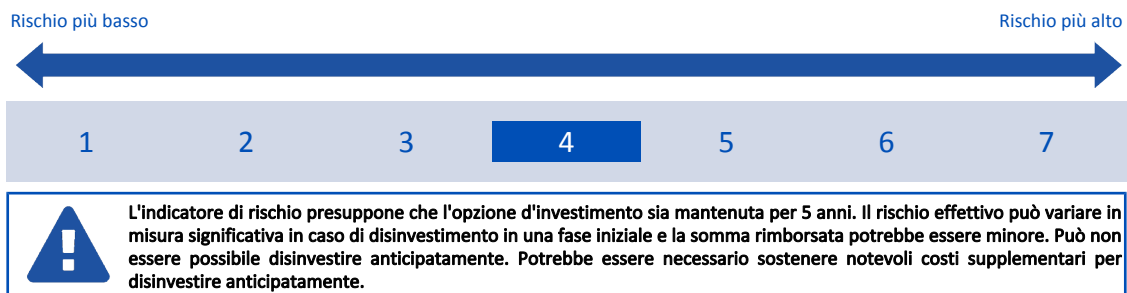 Rischio più basso Rischio più alto
1 2 3 4 5 6 7
L'indicatore di rischio presuppone che l'opzione d'investimento sia mantenuta per 5 anni. Il rischio effettivo può variare in
misura significativa in caso di disinvestimento in una fase iniziale e la somma rimborsata potrebbe essere minore. Può non
essere possibile disinvestire anticipatamente. Potrebbe essere necessario sostenere notevoli costi supplementari per
disinvestire anticipatamente.